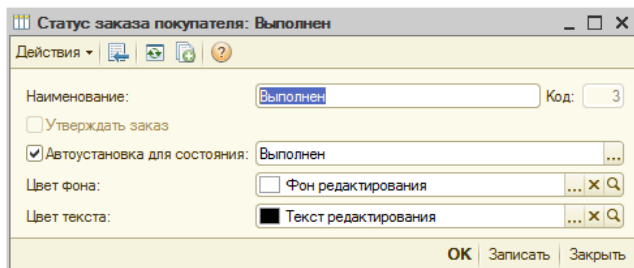 Статус заказа покупателя: Выполнен
Действия
Наименование: Выполнен Код: 3
Утверждать заказ
Автоустановка для состояния: Выполнен ...
Цвет фона: Фон редактирования ...
Цвет текста: Текст редактирования ...
OK Записать Закрыть